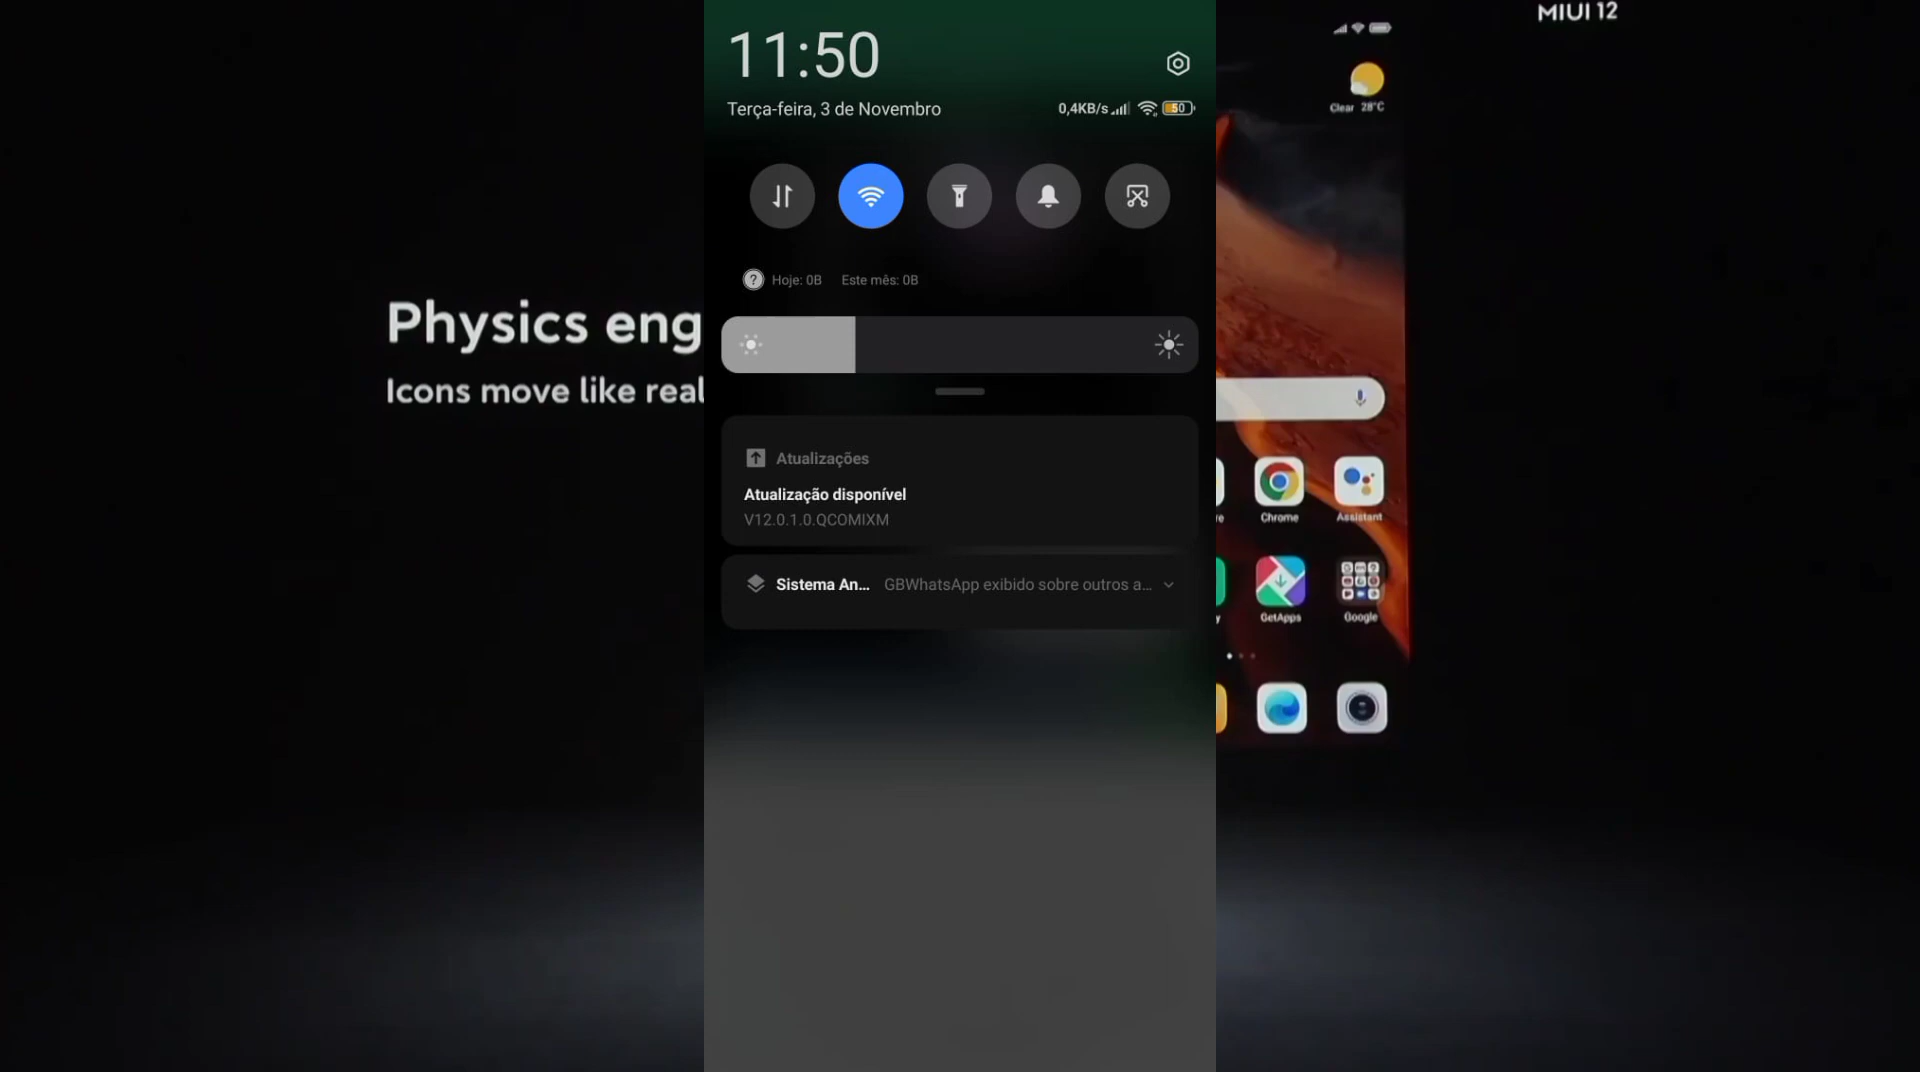 MIUI 12
11:50
Terça-feira, 3 de Novembro
0,4KB/s
50
Clear 28°C
Hoje: 0B Este mês: 0B
Physics eng
Icons move like real
Atualizações
Atualização disponível
V12.0.1.0.QCOMIXM
Chrome
Assistant
Sistema An... GBWhatsApp exibido sobre outros a...
GetApps
Google